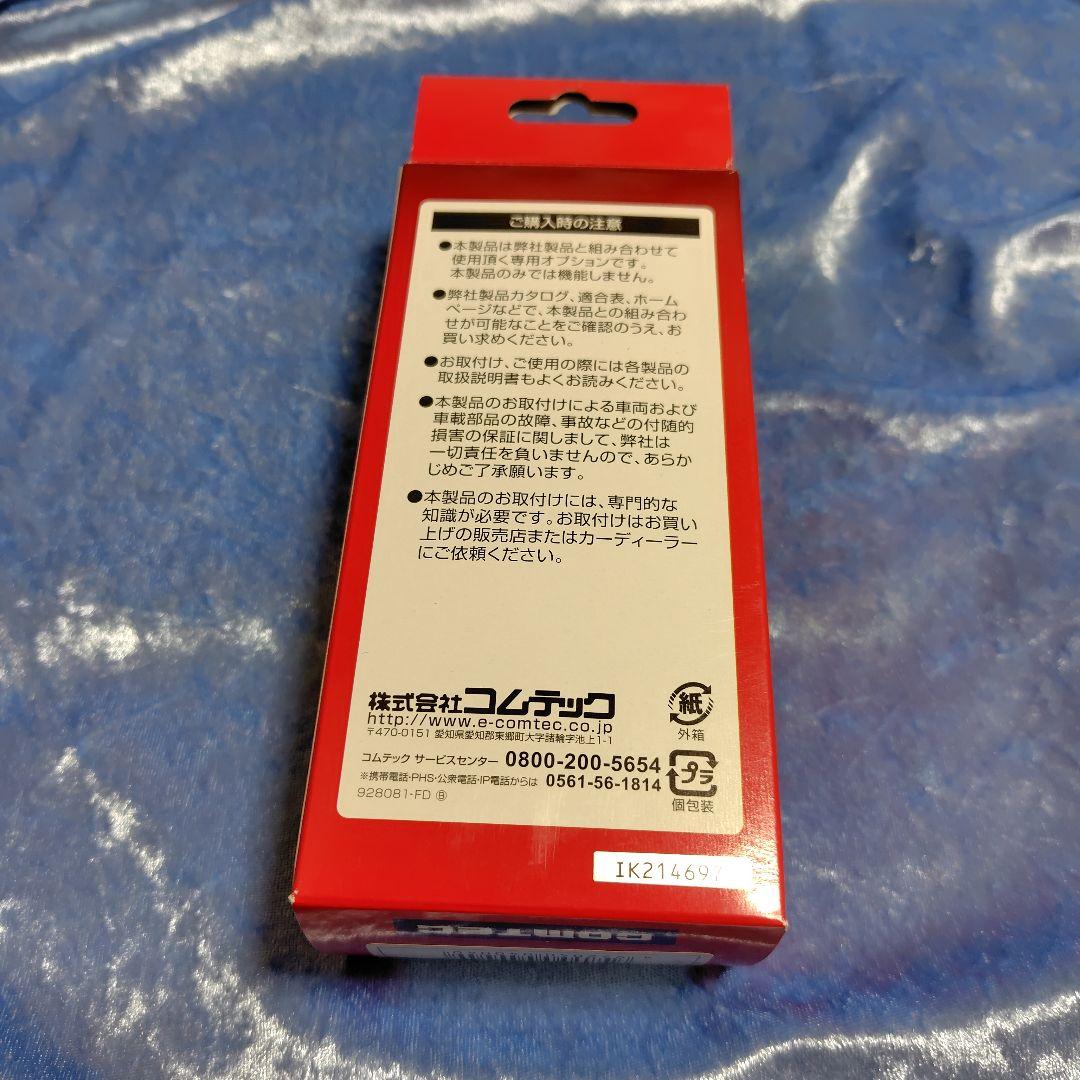 ご購入時の注意
●本製品は弊社製品と組み合わせて
使用頂く専用オプションです。
本製品のみでは機能しません。
●弊社製品カタログ、適合表、ホーム
ページなどで、本製品との組み合わ
せが可能なことをご確認のうえ、お
買い求めください。
●お取付け、ご使用の際には各製品の
取扱説明書もよくお読みください。
●本製品のお取付けによる車両および
車載部品の故障、事故などの付随的
損害の保証に関しまして、弊社は
一切責任を負いませんので、あらか
じめご了承願います。
●本製品のお取付けには、専門的な
知識が必要です。お取付けはお買い
上げの販売店またはカーディーラー
にご依頼ください。
株式会社コムテック
http://www.e-comtec.co.jp
〒470-0151 愛知県愛知郡東郷町大字諸輪字池上1-1
コムテック サービスセンター 0800-200-5654
※携帯電話・PHS・公衆電話・IP電話からは 0561-56-1814
928081-FD Ⓑ
紙
外箱
プラ
個包装
IK214697
COMTEC